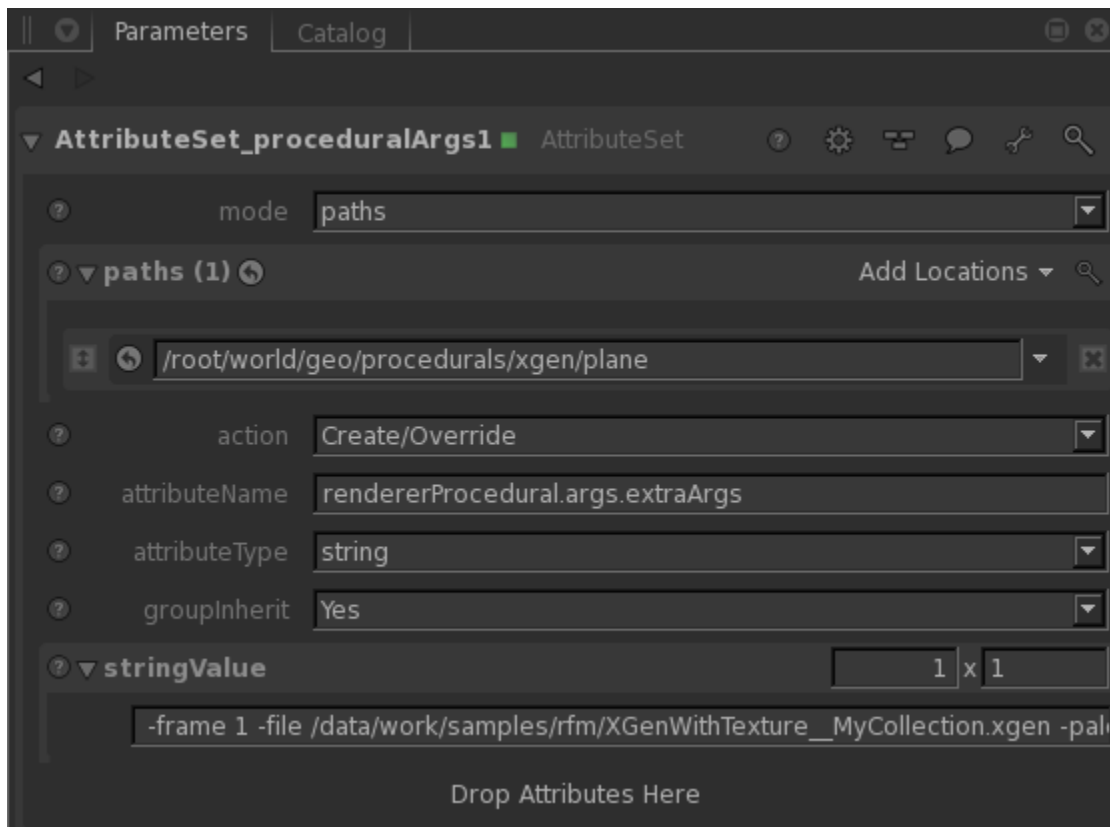 Parameters Catalog
AttributeSet_proceduralArgs1 AttributeSet
mode paths
paths (1) Add Locations
/root/world/geo/procedurals/xgen/plane
action Create/Override
attributeName rendererProcedural.args.extraArgs
attributeType string
groupInherit Yes
stringValue 1 x 1
-frame 1 -file /data/work/samples/rfm/XGenWithTexture__MyCollection.xgen
Drop Attributes Here